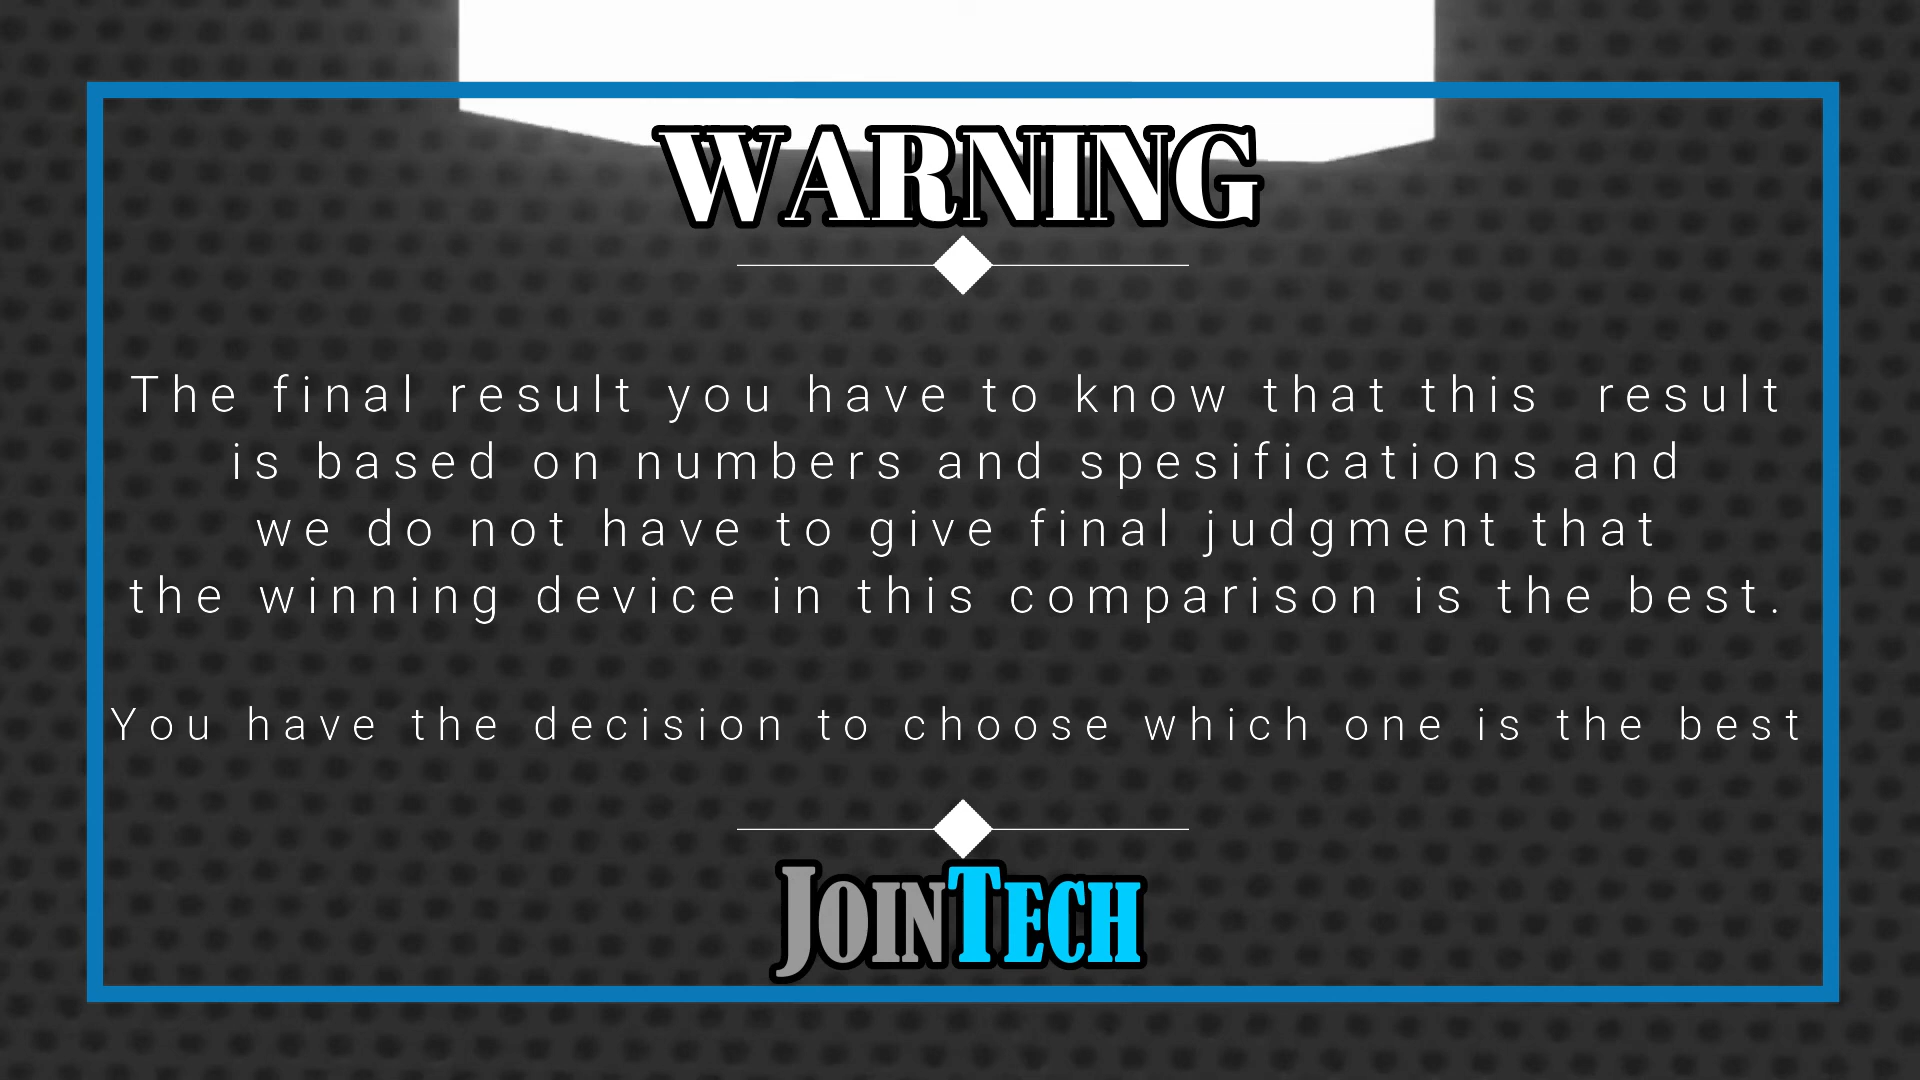 WARNING
The final result you have to know that this result
is based on numbers and spesifications and
we do not have to give final judgment that
the winning device in this comparison is the best.
You have the decision to choose which one is the best
JOINTECH